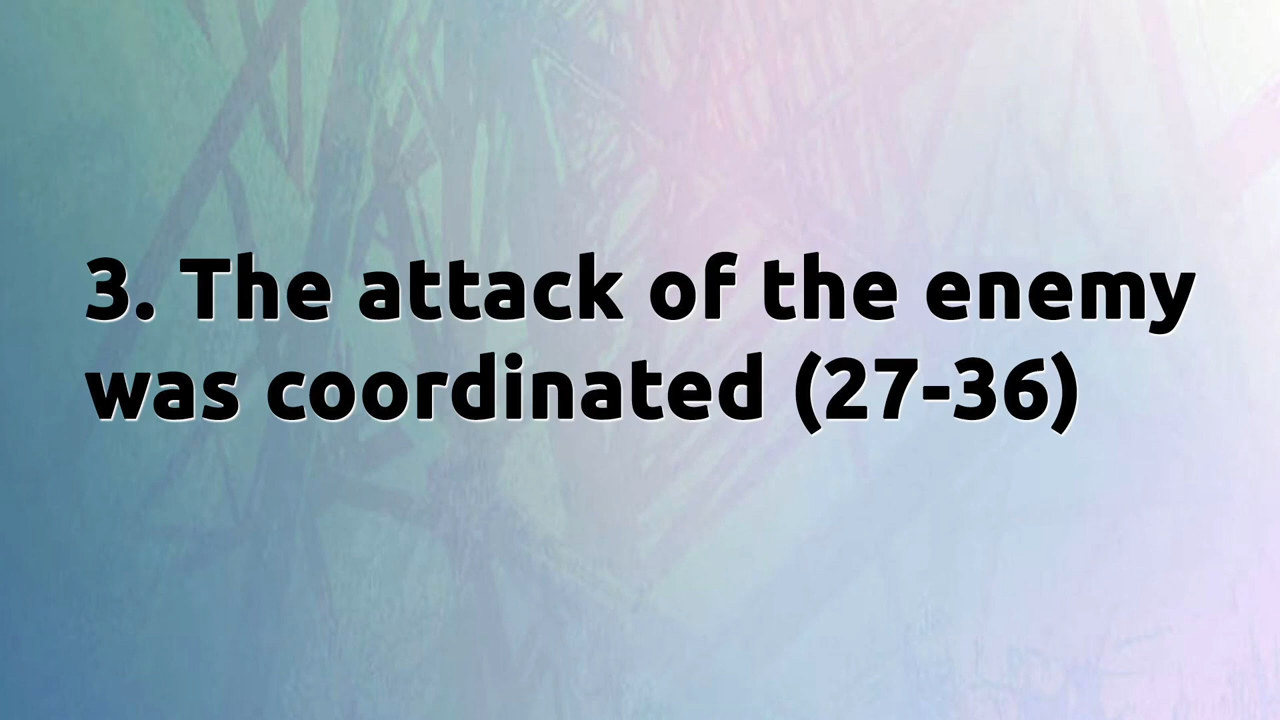 3. The attack of the enemy
was coordinated (27-36)